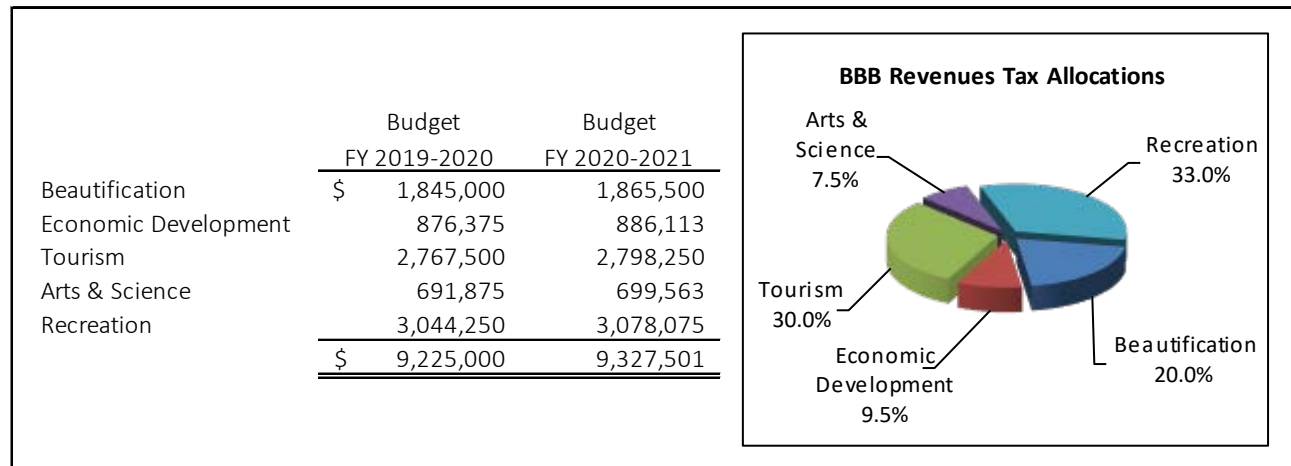 Budget Budget
FY 2019-2020 FY 2020-2021
Beautification $ 1,845,000 1,865,500
Economic Development 876,375 886,113
Tourism 2,767,500 2,798,250
Arts & Science 691,875 699,563
Recreation 3,044,250 3,078,075
$ 9,225,000 9,327,501
BBB Revenues Tax Allocations
Arts &
Science
7.5%
Recreation
33.0%
Tourism
30.0%
Economic
Development
9.5%
Beautification
20.0%